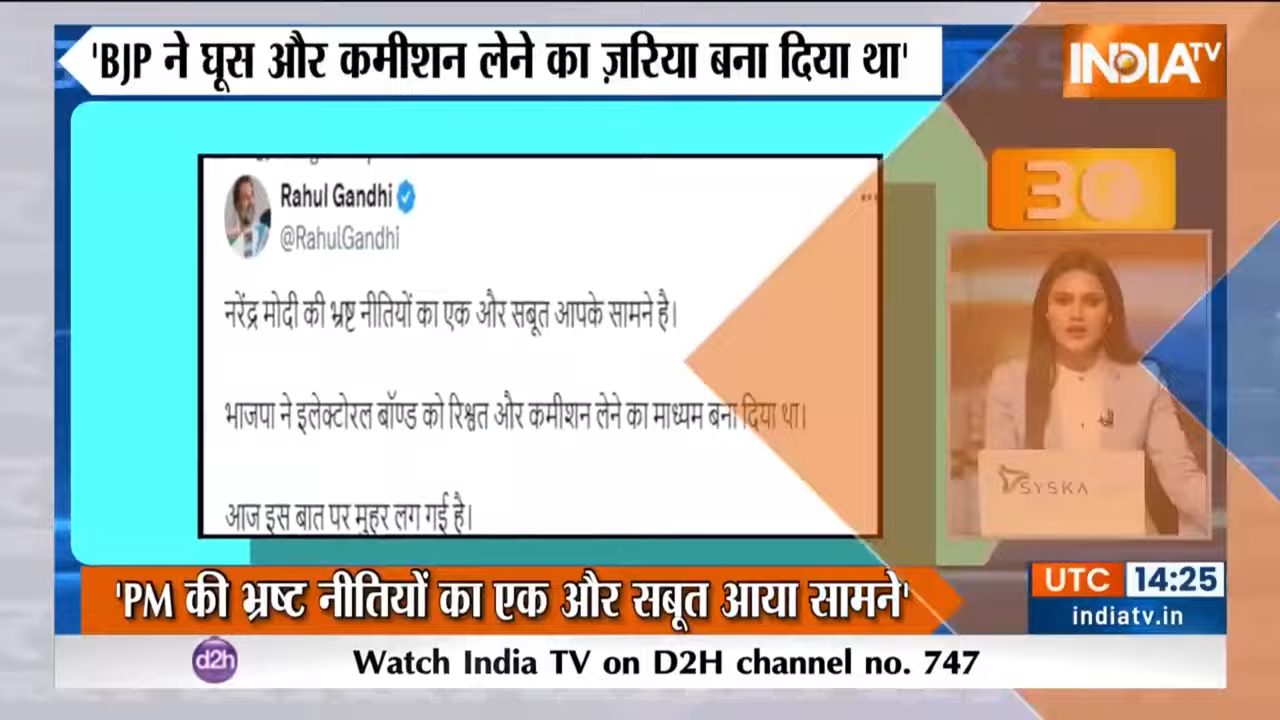 'BJP ने घूस और कमीशन लेने का ज़रिया बना दिया था'
INDIA TV
30
Rahul Gandhi
@RahulGandhi
नरेंद्र मोदी की भ्रष्ट नीतियों का एक और सबूत आपके सामने है।
भाजपा ने इलेक्टोरल बॉण्ड को रिश्वत और कमीशन लेने का माध्यम बना दिया था।
आज इस बात पर मुहर लग गई है।
SYSKA
'PM की भ्रष्ट नीतियों का एक और सबूत आया सामने'
UTC 14:25
indiatv.in
d2h Watch India TV on D2H channel no. 747